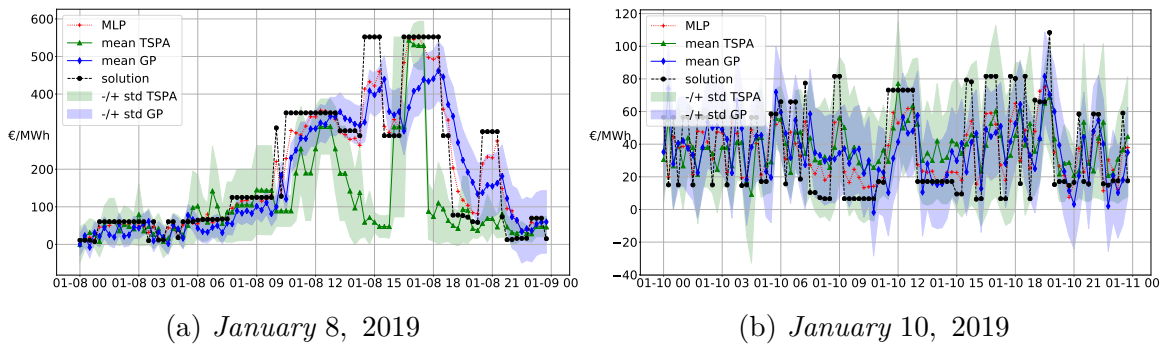 600
500
400
300
200
100
0
€/MWh
MLP
mean TSPA
mean GP
solution
-/+ std TSPA
-/+ std GP
01-08 00 01-08 03 01-08 06 01-08 09 01-08 12 01-08 15 01-08 18 01-08 21 01-09 00
(a) January 8, 2019
120
100
80
60
40
20
0
−20
−40
€/MWh
MLP
mean TSPA
mean GP
solution
-/+ std TSPA
-/+ std GP
01-10 00 01-10 03 01-10 06 01-10 09 01-10 12 01-10 15 01-10 18 01-10 21 01-11 00
(b) January 10, 2019